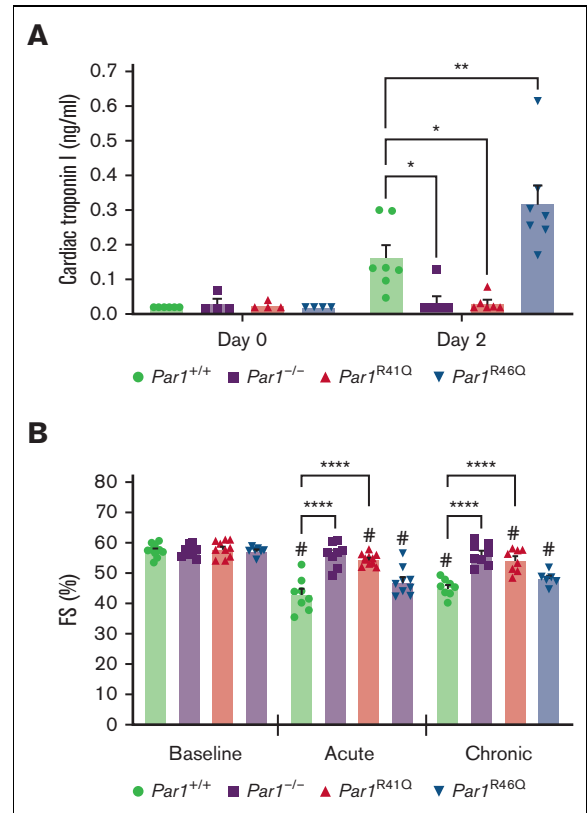 A
Cardiac troponin I (ng/ml)
0.7
0.6
0.5
0.4
0.3
0.2
0.1
0.0
**
*
*
Day 0
Day 2
Par1+/+
Par1−/−
Par1R41Q
Par1R46Q
B
FS (%)
80
70
60
50
40
30
20
10
0
****
****
****
****
#
#
#
#
#
#
Baseline
Acute
Chronic
Par1+/+
Par1−/−
Par1R41Q
Par1R46Q